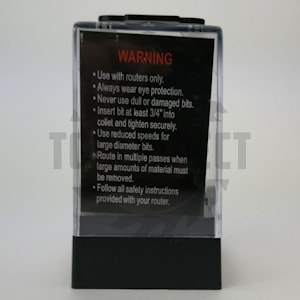 WARNING
• Use with routers only.
• Always wear eye protection.
• Never use dull or damaged bits.
• Insert bit at least 3/4" into
collet and tighten securely.
• Use reduced speeds for
large diameter bits.
• Route in multiple passes when
large amounts of material must
be removed.
• Follow all safety instructions
provided with your router.